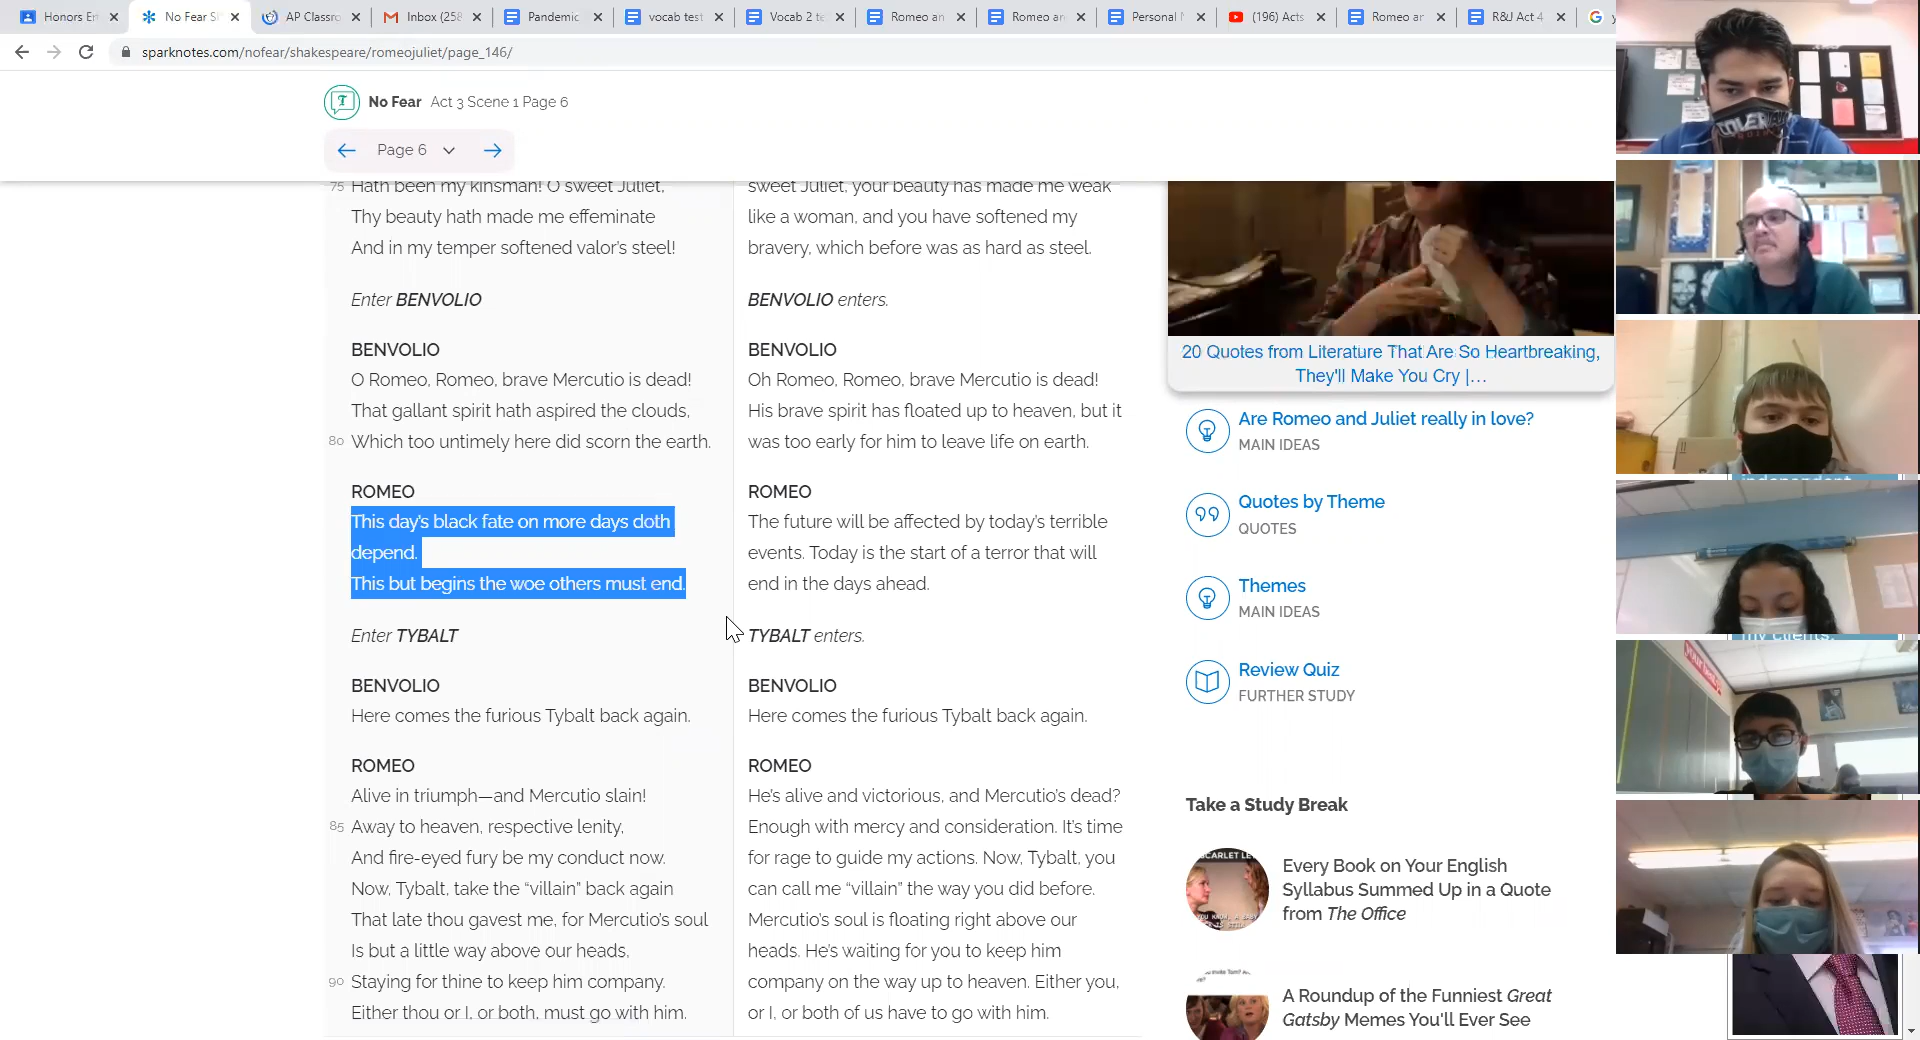 Honors En
No Fear S
AP Classro
Inbox (258
Pandemic
vocab test
Vocab 2 te
Romeo an
Romeo an
Personal
(196) Acts
Romeo an
R&J Act 4
sparknotes.com/nofear/shakespeare/romeojuliet/page_146/
No Fear Act 3 Scene 1 Page 6
Page 6
75 Hath been my kinsman! O sweet Juliet,
Thy beauty hath made me effeminate
And in my temper softened valor's steel!
Enter BENVOLIO
BENVOLIO
O Romeo, Romeo, brave Mercutio is dead!
That gallant spirit hath aspired the clouds,
80 Which too untimely here did scorn the earth.
ROMEO
This day's black fate on more days doth
depend.
This but begins the woe others must end.
Enter TYBALT
BENVOLIO
Here comes the furious Tybalt back again.
ROMEO
Alive in triumph—and Mercutio slain!
85 Away to heaven, respective lenity,
And fire-eyed fury be my conduct now.
Now, Tybalt, take the “villain” back again
That late thou gavest me, for Mercutio's soul
Is but a little way above our heads,
90 Staying for thine to keep him company.
Either thou or I, or both, must go with him.
sweet Juliet, your beauty has made me weak
like a woman, and you have softened my
bravery, which before was as hard as steel.
BENVOLIO enters.
BENVOLIO
Oh Romeo, Romeo, brave Mercutio is dead!
His brave spirit has floated up to heaven, but it
was too early for him to leave life on earth.
ROMEO
The future will be affected by today's terrible
events. Today is the start of a terror that will
end in the days ahead.
TYBALT enters.
BENVOLIO
Here comes the furious Tybalt back again.
ROMEO
He's alive and victorious, and Mercutio's dead?
Enough with mercy and consideration. It's time
for rage to guide my actions. Now, Tybalt, you
can call me “villain” the way you did before.
Mercutio's soul is floating right above our
heads. He's waiting for you to keep him
company on the way up to heaven. Either you,
or I, or both of us have to go with him.
20 Quotes from Literature That Are So Heartbreaking,
They'll Make You Cry |…
Are Romeo and Juliet really in love?
MAIN IDEAS
Quotes by Theme
QUOTES
Themes
MAIN IDEAS
Review Quiz
FURTHER STUDY
Take a Study Break
SCARLET LE
Every Book on Your English
Syllabus Summed Up in a Quote
from The Office
A Roundup of the Funniest Great
Gatsby Memes You'll Ever See
my clients.